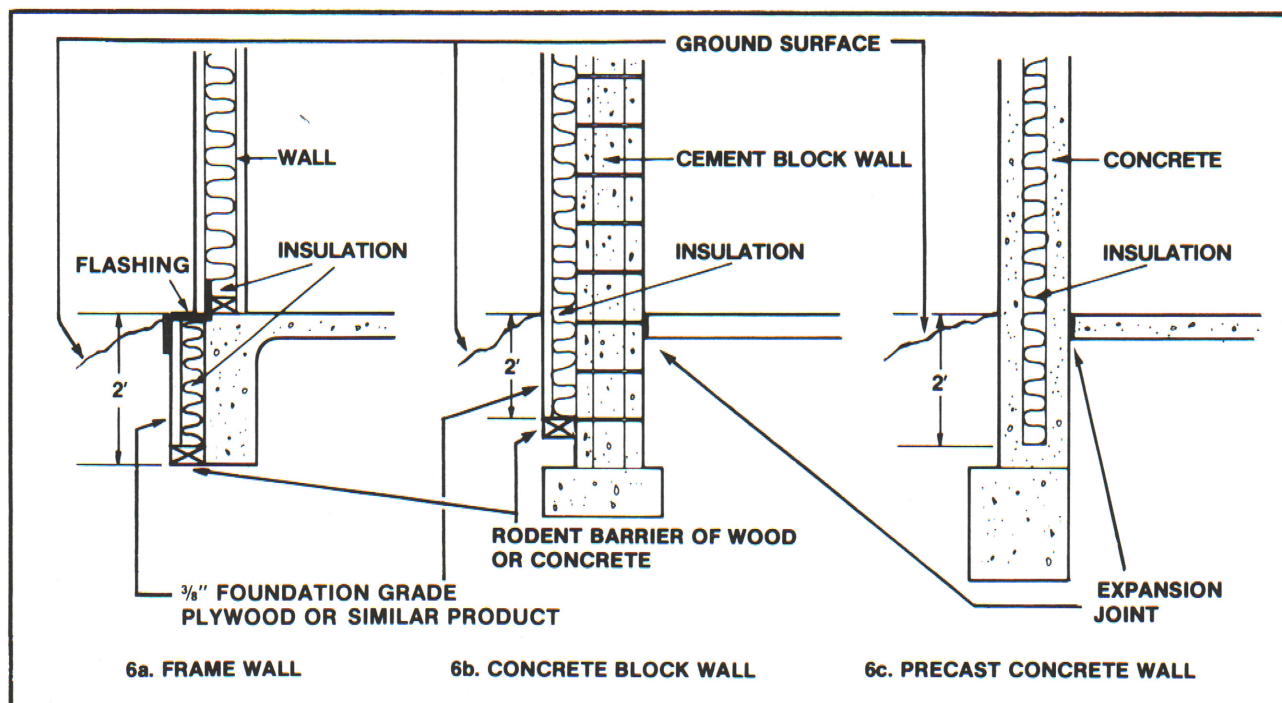 GROUND SURFACE
WALL
CEMENT BLOCK WALL
CONCRETE
FLASHING
INSULATION
INSULATION
INSULATION
2'
2'
2'
RODENT BARRIER OF WOOD
OR CONCRETE
3/8" FOUNDATION GRADE
PLYWOOD OR SIMILAR PRODUCT
EXPANSION
JOINT
6a. FRAME WALL
6b. CONCRETE BLOCK WALL
6c. PRECAST CONCRETE WALL